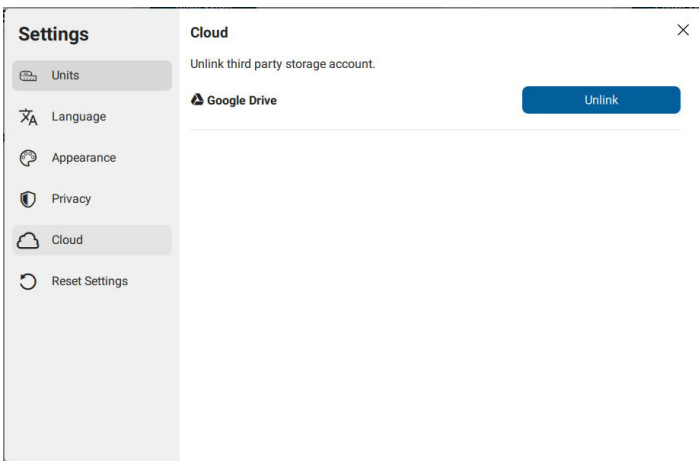 Settings
Units
Language
Appearance
Privacy
Cloud
Reset Settings
Cloud
Unlink third party storage account.
Google Drive
Unlink